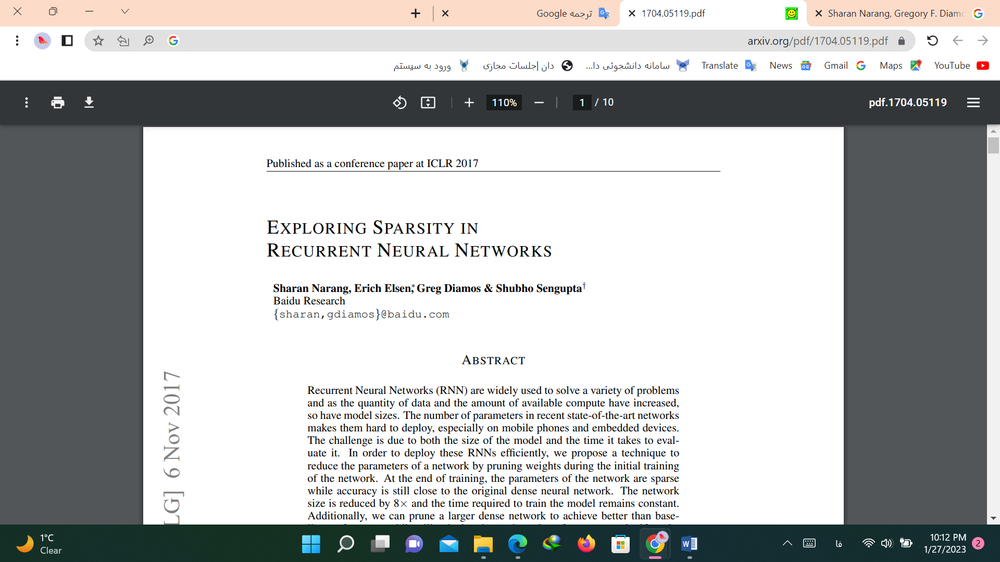 ترجمه Google
1704.05119.pdf
Sharan Narang, Gregory F. Diam
arxiv.org/pdf/1704.05119.pdf
ورود به سیستم
دان |جلسات مجازی
سامانه دانشجوئی دا...
Translate
News
Gmail
Maps
YouTube
110%
1 / 10
pdf.1704.05119
Published as a conference paper at ICLR 2017
EXPLORING SPARSITY IN
RECURRENT NEURAL NETWORKS
Sharan Narang, Erich Elsen,* Greg Diamos & Shubho Sengupta†
Baidu Research
{sharan,gdiamos}@baidu.com
ABSTRACT
Recurrent Neural Networks (RNN) are widely used to solve a variety of problems
and as the quantity of data and the amount of available compute have increased,
so have model sizes. The number of parameters in recent state-of-the-art networks
makes them hard to deploy, especially on mobile phones and embedded devices.
The challenge is due to both the size of the model and the time it takes to eval-
uate it. In order to deploy these RNNs efficiently, we propose a technique to
reduce the parameters of a network by pruning weights during the initial training
of the network. At the end of training, the parameters of the network are sparse
while accuracy is still close to the original dense neural network. The network
size is reduced by 8× and the time required to train the model remains constant.
Additionally, we can prune a larger dense network to achieve better than base-
LG] 6 Nov 2017
1°C
Clear
فا
10:12 PM
1/27/2023
2